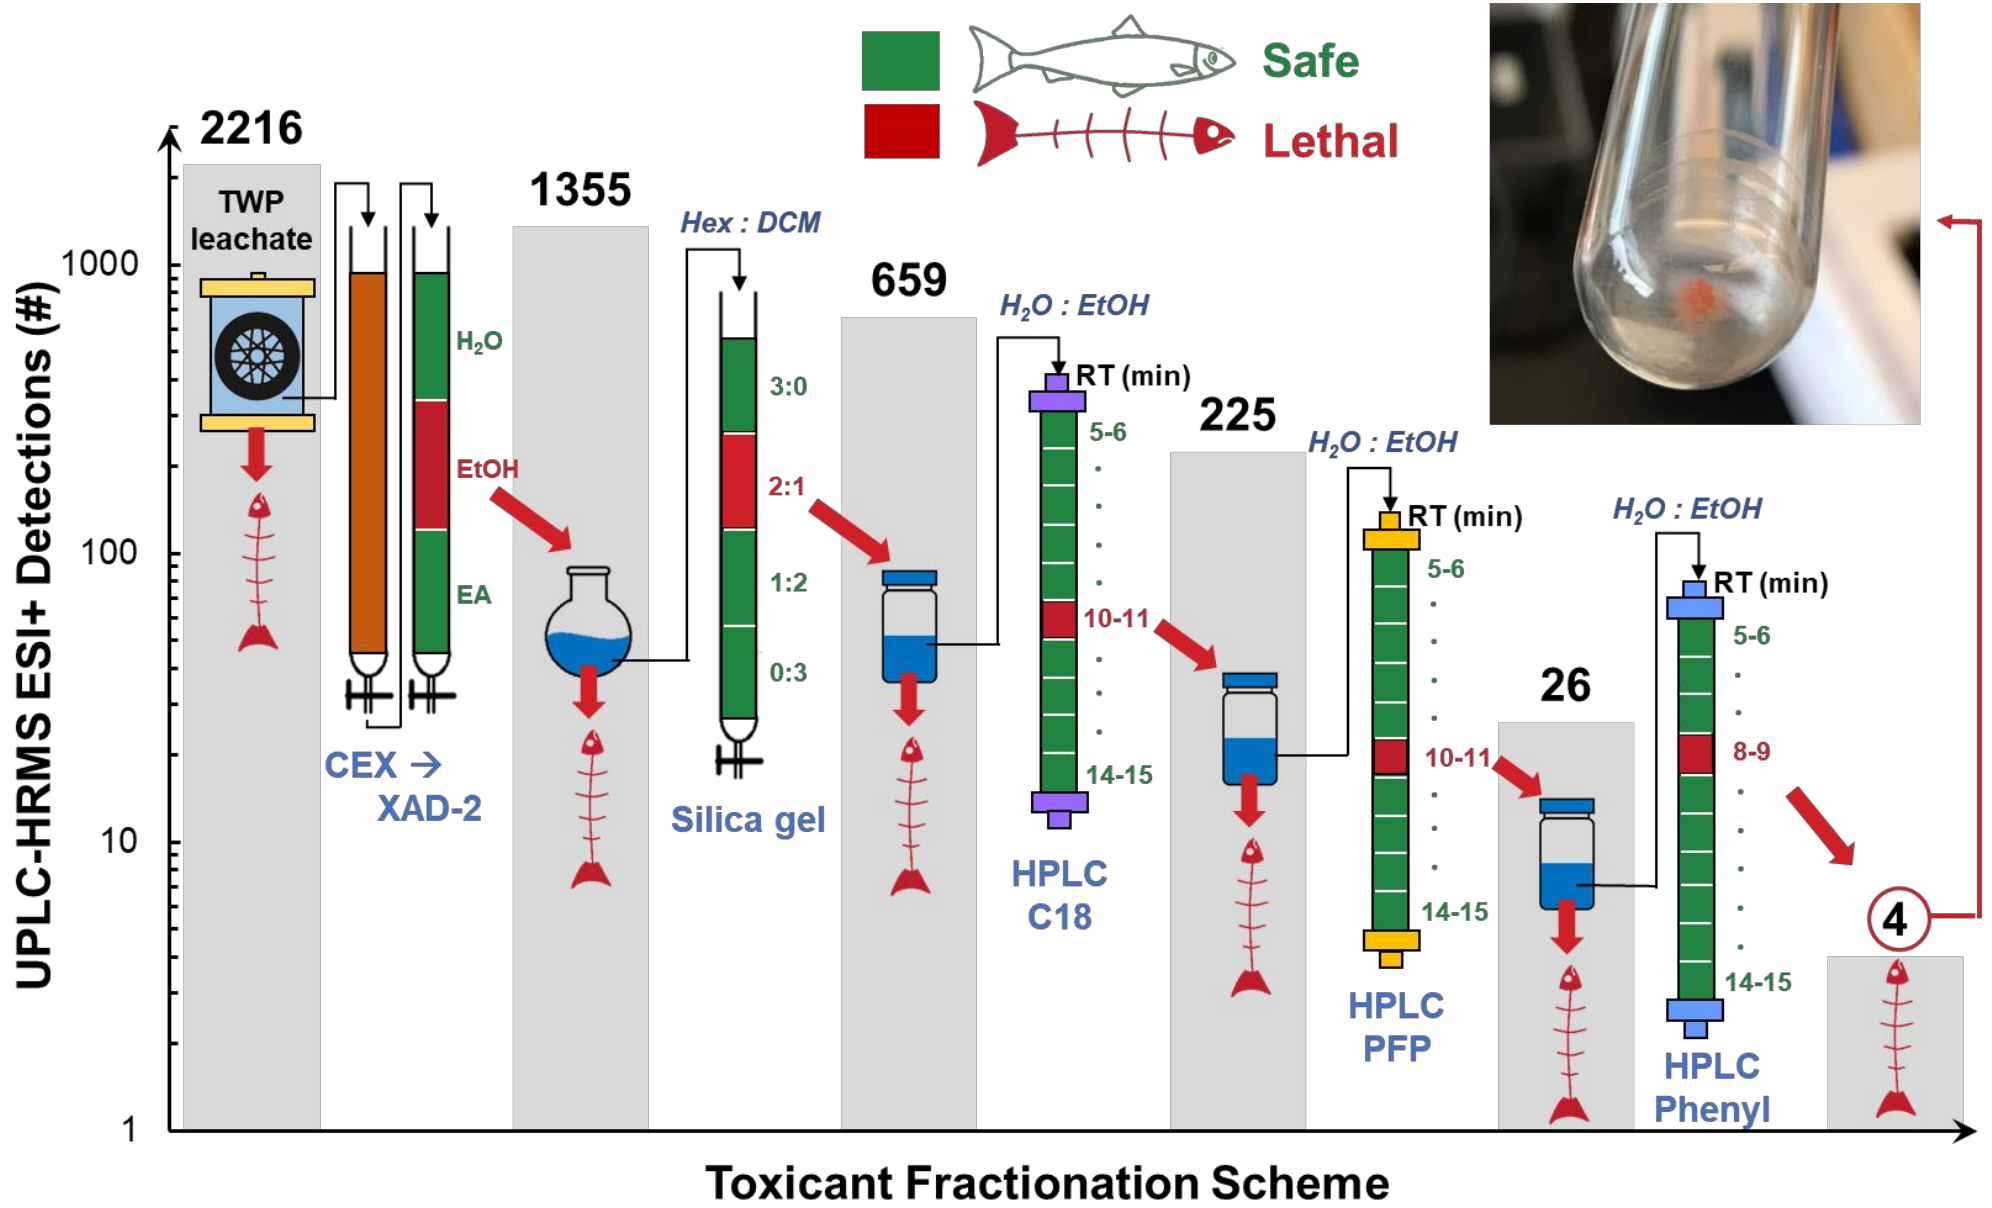 Safe
Lethal
UPLC-HRMS ESI+ Detections (#)
1000
100
10
1
2216
TWP
leachate
H₂O
EtOH
EA
CEX →
XAD-2
1355
Hex : DCM
3:0
2:1
1:2
0:3
Silica gel
659
H₂O : EtOH
RT (min)
5-6
10-11
14-15
HPLC
C18
225
H₂O : EtOH
RT (min)
5-6
10-11
14-15
HPLC
PFP
26
H₂O : EtOH
RT (min)
5-6
8-9
14-15
HPLC
Phenyl
4
Toxicant Fractionation Scheme